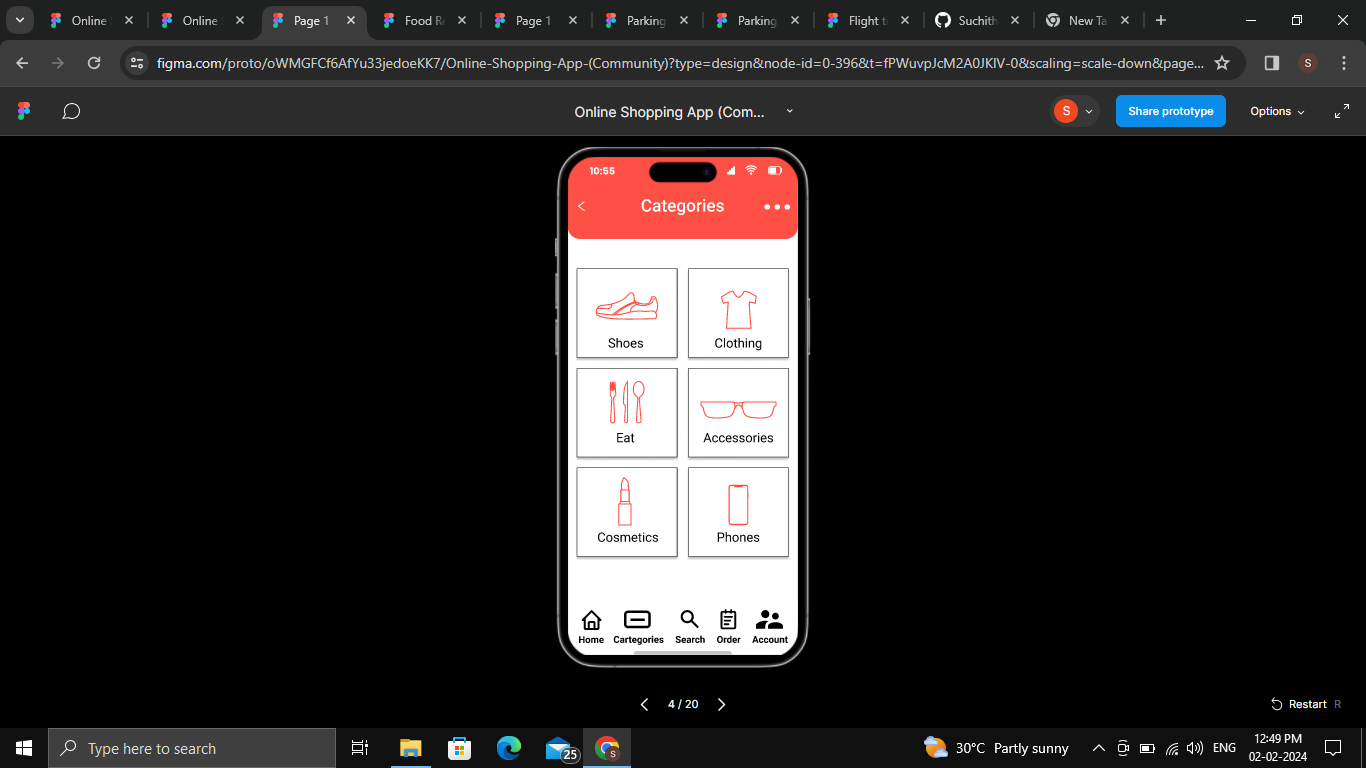 Online S
Online S
Page 1
Food Re
Page 1
Parking
Parking
Flight ti
Suchith
New Ta
figma.com/proto/oWMGFCf6AfYu33jedoeKK7/Online-Shopping-App-(Community)?type=design&node-id=0-396&t=fPWuvpJcM2A0JKlV-0&scaling=scale-down&page...
S
Online Shopping App (Com...
S
Share prototype
Options
10:55
Categories
Shoes
Clothing
Eat
Accessories
Cosmetics
Phones
Home
Cartegories
Search
Order
Account
4 / 20
Restart R
Type here to search
25
S
30°C Partly sunny
ENG
12:49 PM
02-02-2024